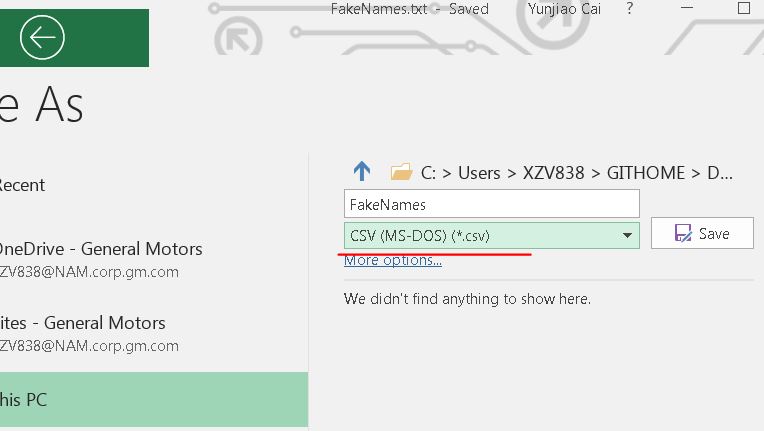 FakeNames.txt - Saved Yunjiao Cai ?
e As
C: > Users > XZV838 > GITHOME > D...
ecent
FakeNames
CSV (MS-DOS) (*.csv)
Save
More options...
neDrive - General Motors
ZV838@NAM.corp.gm.com
We didn't find anything to show here.
ites - General Motors
ZV838@NAM.corp.gm.com
his PC